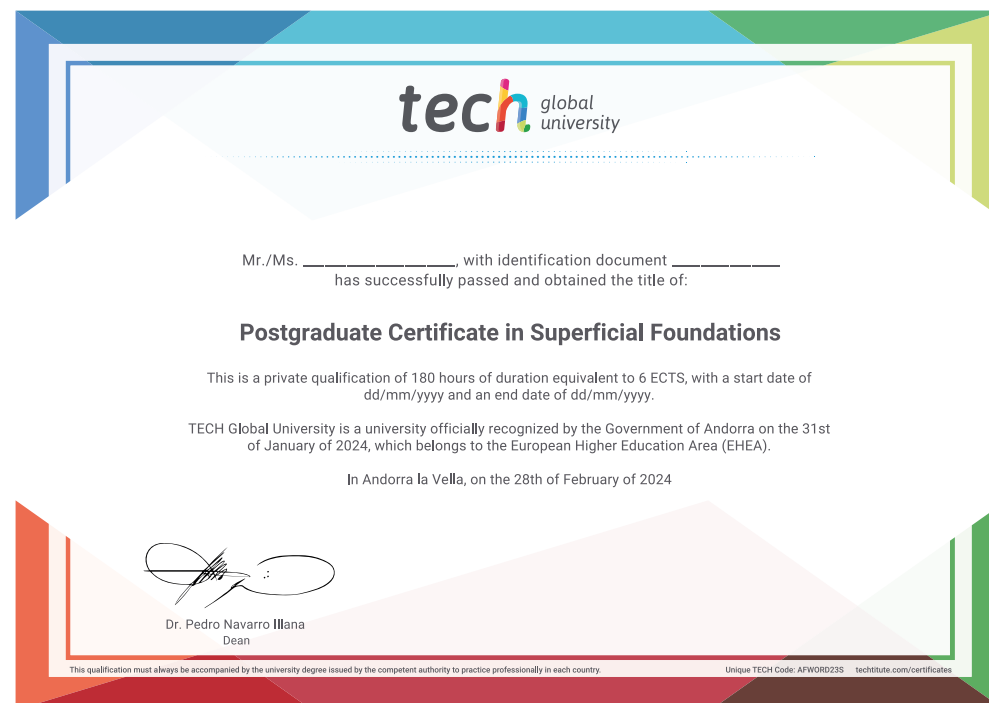 tech global university
Mr./Ms. ____________________, with identification document ______________
has successfully passed and obtained the title of:
Postgraduate Certificate in Superficial Foundations
This is a private qualification of 180 hours of duration equivalent to 6 ECTS, with a start date of
dd/mm/yyyy and an end date of dd/mm/yyyy.
TECH Global University is a university officially recognized by the Government of Andorra on the 31st
of January of 2024, which belongs to the European Higher Education Area (EHEA).
In Andorra la Vella, on the 28th of February of 2024
Dr. Pedro Navarro Illana
Dean
This qualification must always be accompanied by the university degree issued by the competent authority to practice professionally in each country. Unique TECH Code: AFWORD23S techtitute.com/certificates